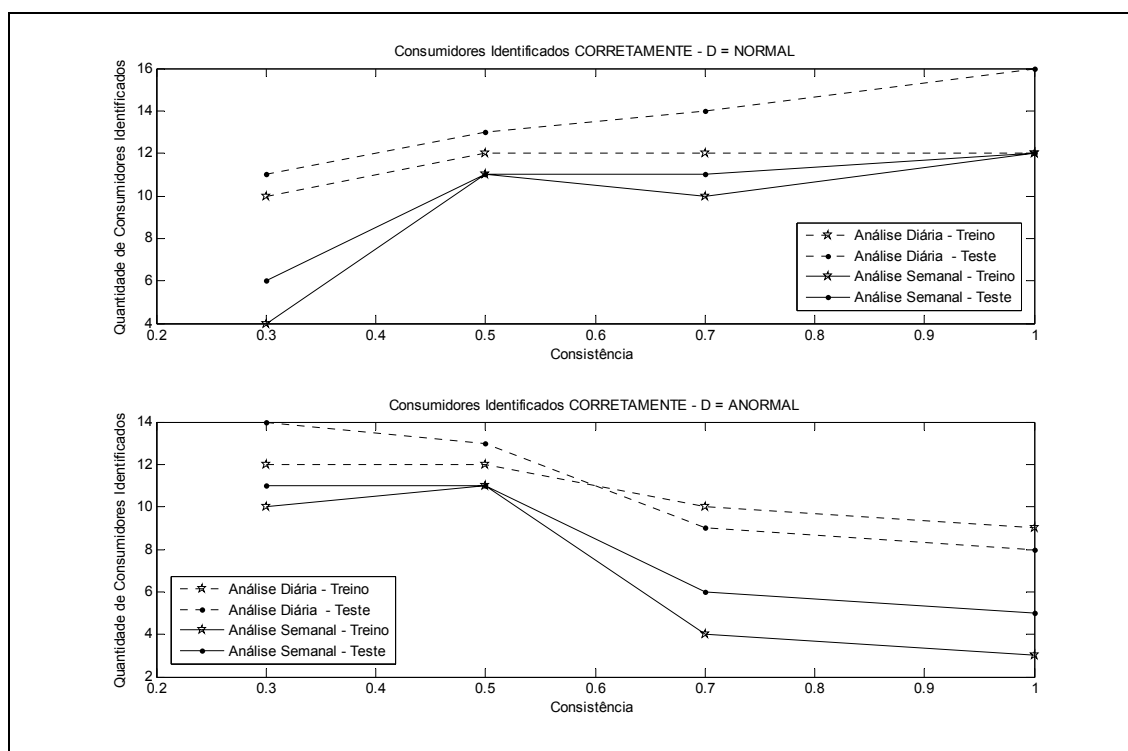 Consumidores Identificados CORRETAMENTE - D = NORMAL
Quantidade de Consumidores Identificados
16
14
12
10
8
6
4
0.2 0.3 0.4 0.5 0.6 0.7 0.8 0.9 1
Consistência
Análise Diária - Treino
Análise Diária - Teste
Análise Semanal - Treino
Análise Semanal - Teste
Consumidores Identificados CORRETAMENTE - D = ANORMAL
Quantidade de Consumidores Identificados
14
12
10
8
6
4
2
Análise Diária - Treino
Análise Diária - Teste
Análise Semanal - Treino
Análise Semanal - Teste
0.2 0.3 0.4 0.5 0.6 0.7 0.8 0.9 1
Consistência